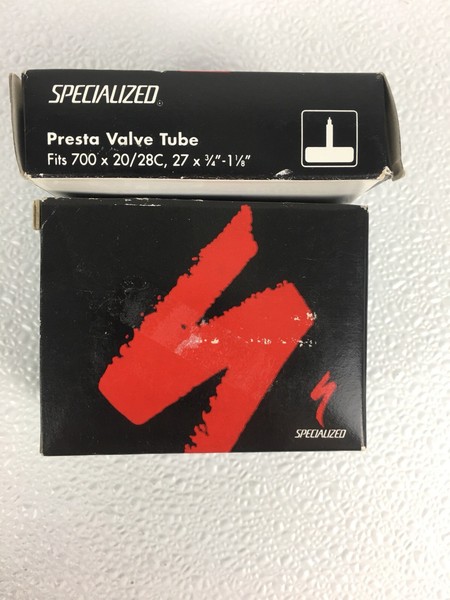 SPECIALIZED®
Presta Valve Tube
Fits 700 x 20/28C, 27 x ¾"-1⅛"
SPECIALIZED